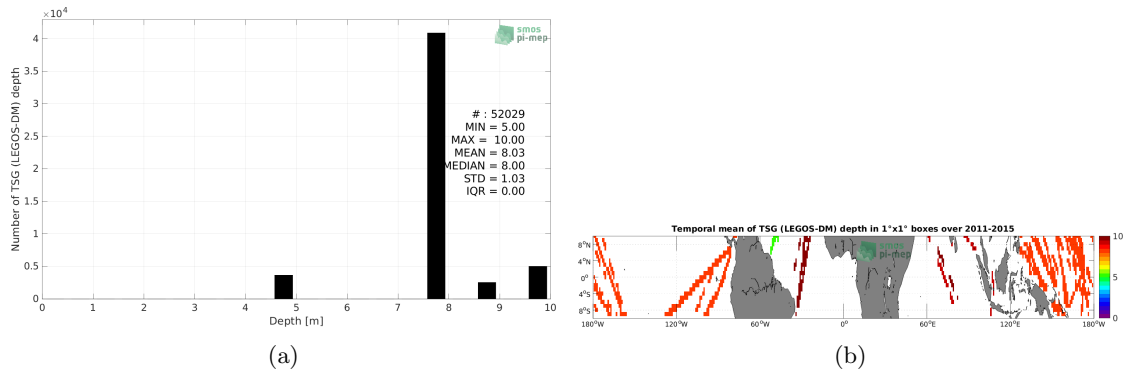 ×10⁴
4
3.5
3
2.5
2
1.5
1
0.5
0
Number of TSG (LEGOS-DM) depth
smos
pi-mep
# : 52029
MIN = 5.00
MAX = 10.00
MEAN = 8.03
MEDIAN = 8.00
STD = 1.03
IQR = 0.00
0 1 2 3 4 5 6 7 8 9 10
Depth [m]
(a)
Temporal mean of TSG (LEGOS-DM) depth in 1°x1° boxes over 2011-2015
8°N
4°N
0°
4°S
8°S
smos
pi-mep
10
5
0
180°W 120°W 60°W 0° 60°E 120°E 180°W
(b)